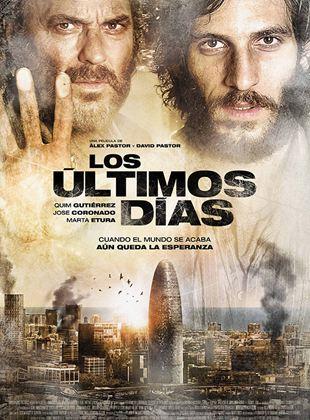 UNA PELÍCULA DE
ÀLEX PASTOR - DAVID PASTOR
LOS
ÚLTIMOS
DÍAS
QUIM GUTIÉRREZ
JOSE CORONADO
MARTA ETURA
CUANDO EL MUNDO SE ACABA
AÚN QUEDA LA ESPERANZA